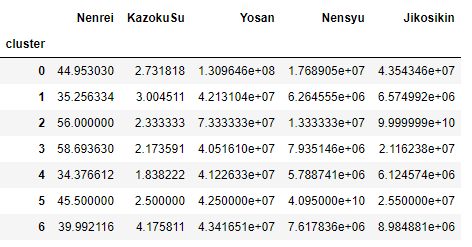 Nenrei KazokuSu Yosan Nensyu Jikosikin
cluster
0 44.953030 2.731818 1.309646e+08 1.768905e+07 4.354346e+07
1 35.256334 3.004511 4.213104e+07 6.264555e+06 6.574992e+06
2 56.000000 2.333333 7.333333e+07 1.333333e+07 9.999999e+10
3 58.693630 2.173591 4.051610e+07 7.935146e+06 2.116238e+07
4 34.376612 1.838222 4.122633e+07 5.788741e+06 6.124574e+06
5 45.500000 2.500000 4.250000e+07 4.095000e+10 2.550000e+07
6 39.992116 4.175811 4.341651e+07 7.617836e+06 8.984881e+06